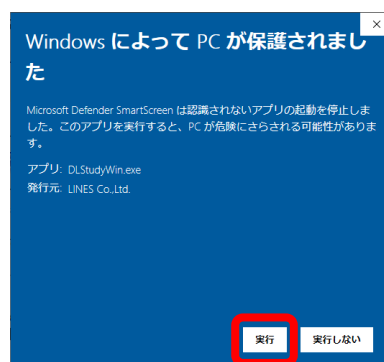 Windows によって PC が保護されまし
た
Microsoft Defender SmartScreen は認識されないアプリの起動を停止しま
した。このアプリを実行すると、PC が危険にさらされる可能性がありま
す。
アプリ: DLStudyWin.exe
発行元: LINES Co.,Ltd.
実行 実行しない